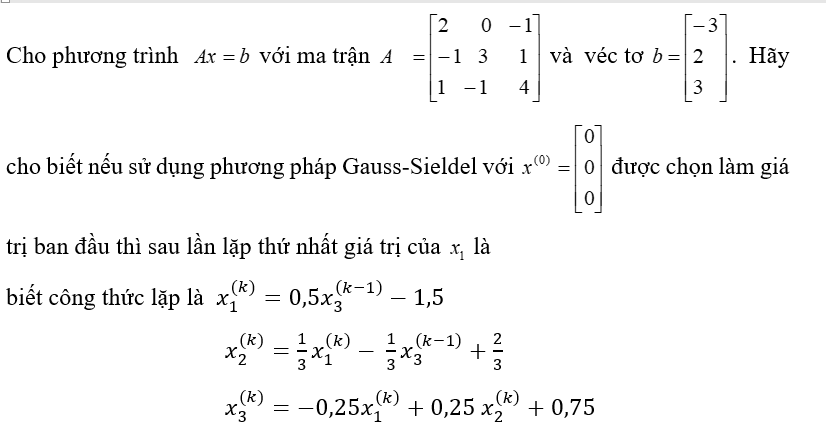 Cho phương trình Ax = b với ma trận A = [2 0 −1; −1 3 1; 1 −1 4] và véc tơ b = [−3; 2; 3]. Hãy
cho biết nếu sử dụng phương pháp Gauss-Sieldel với x^(0) = [0; 0; 0] được chọn làm giá
trị ban đầu thì sau lần lặp thứ nhất giá trị của x₁ là
biết công thức lặp là x₁^(k) = 0,5x₃^(k−1) − 1,5
x₂^(k) = 1/3 x₁^(k) − 1/3 x₃^(k−1) + 2/3
x₃^(k) = −0,25x₁^(k) + 0,25 x₂^(k) + 0,75